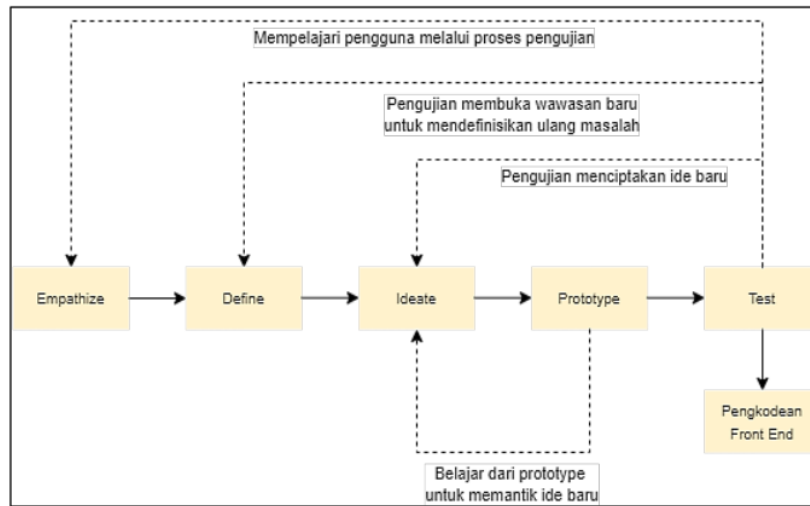 Mempelajari pengguna melalui proses pengujian
Pengujian membuka wawasan baru
untuk mendefinisikan ulang masalah
Pengujian menciptakan ide baru
Empathize
Define
Ideate
Prototype
Test
Pengkodean
Front End
Belajar dari prototype
untuk memantik ide baru